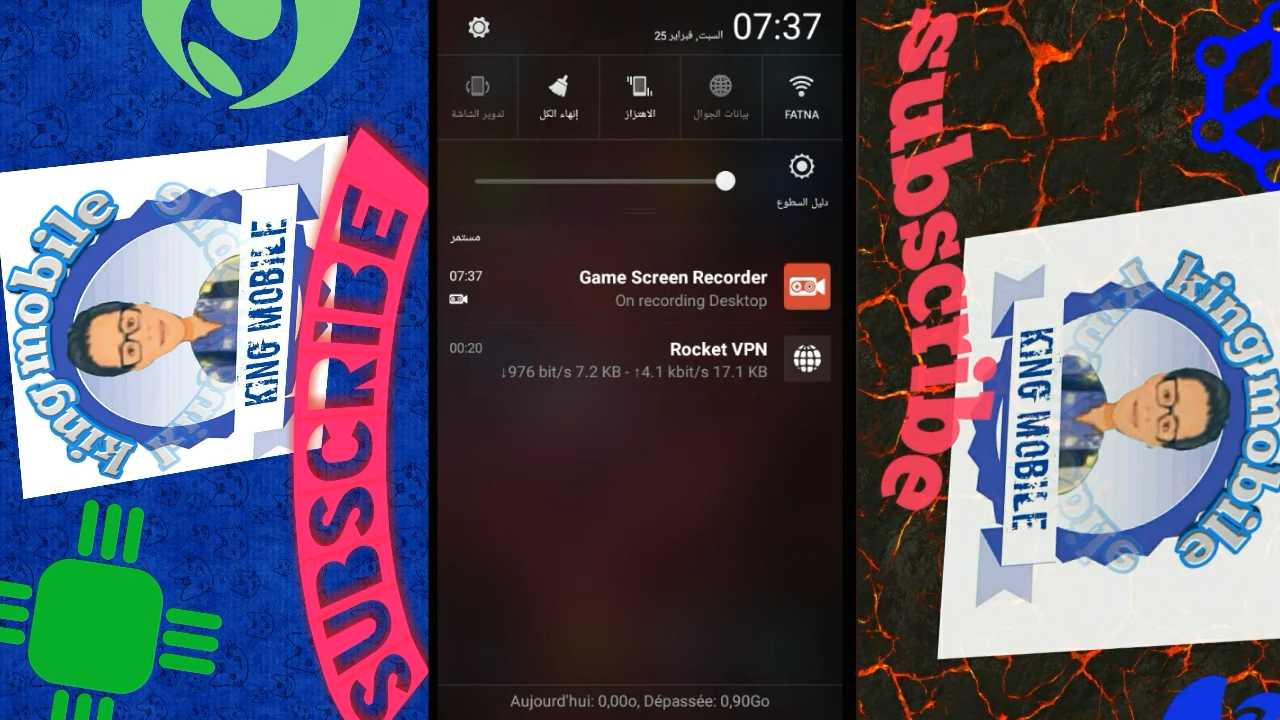 king mobile
KING MOBILE
SUBSCRIBE
07:37
السبت, فبراير 25
FATNA
بيانات الجوال
الاهتزاز
إنهاء الكل
تدوير الشاشة
دليل السطوع
مستمر
Game Screen Recorder
07:37
On recording Desktop
Rocket VPN
00:20
↓976 bit/s 7.2 KB - ↑4.1 kbit/s 17.1 KB
Aujourd'hui: 0,00o, Dépassée: 0,90Go
subscribe
king mobile
KING MOBILE